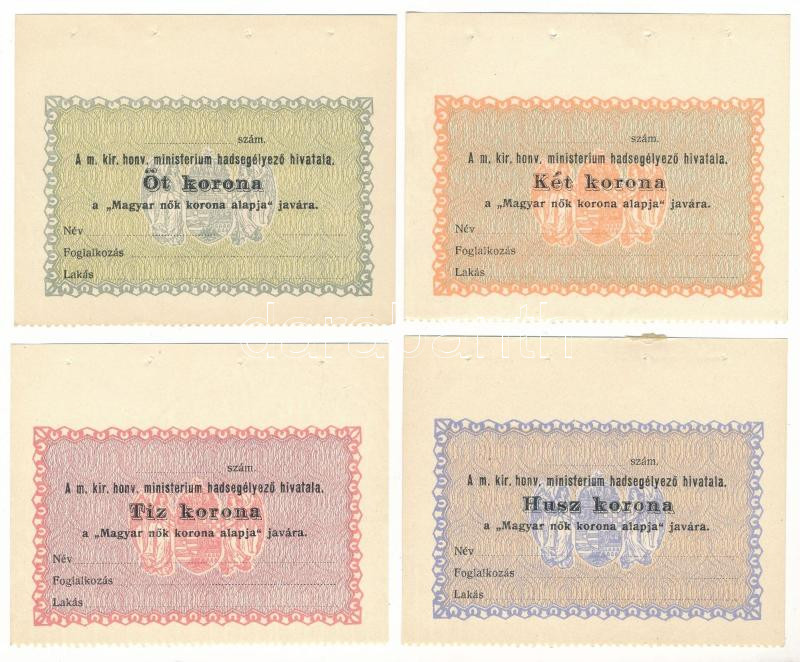 szám.
A m. kir. honv. ministerium hadsegélyező hivatala.
Öt korona
a „Magyar nők korona alapja“ javára.
Név
Foglalkozás
Lakás
szám.
A m. kir. honv. ministerium hadsegélyező hivatala.
Két korona
a „Magyar nők korona alapja“ javára.
Név
Foglalkozás
Lakás
darabanth
szám.
A m. kir. honv. ministerium hadsegélyező hivatala.
Tiz korona
a „Magyar nők korona alapja“ javára.
Név
Foglalkozás
Lakás
szám.
A m. kir. honv. ministerium hadsegélyező hivatala.
Husz korona
a „Magyar nők korona alapja“ javára.
Név
Foglalkozás
Lakás